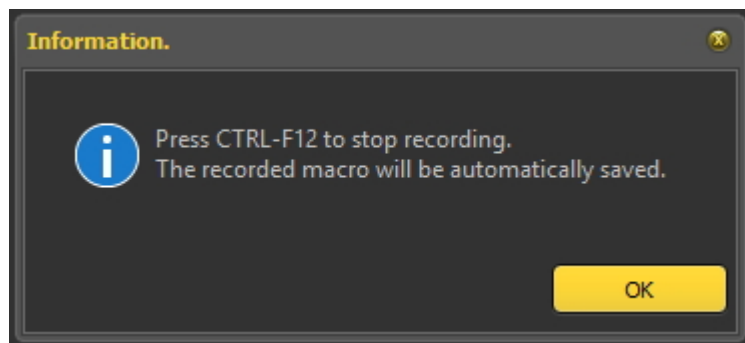 Information.
Press CTRL-F12 to stop recording.
The recorded macro will be automatically saved.
OK